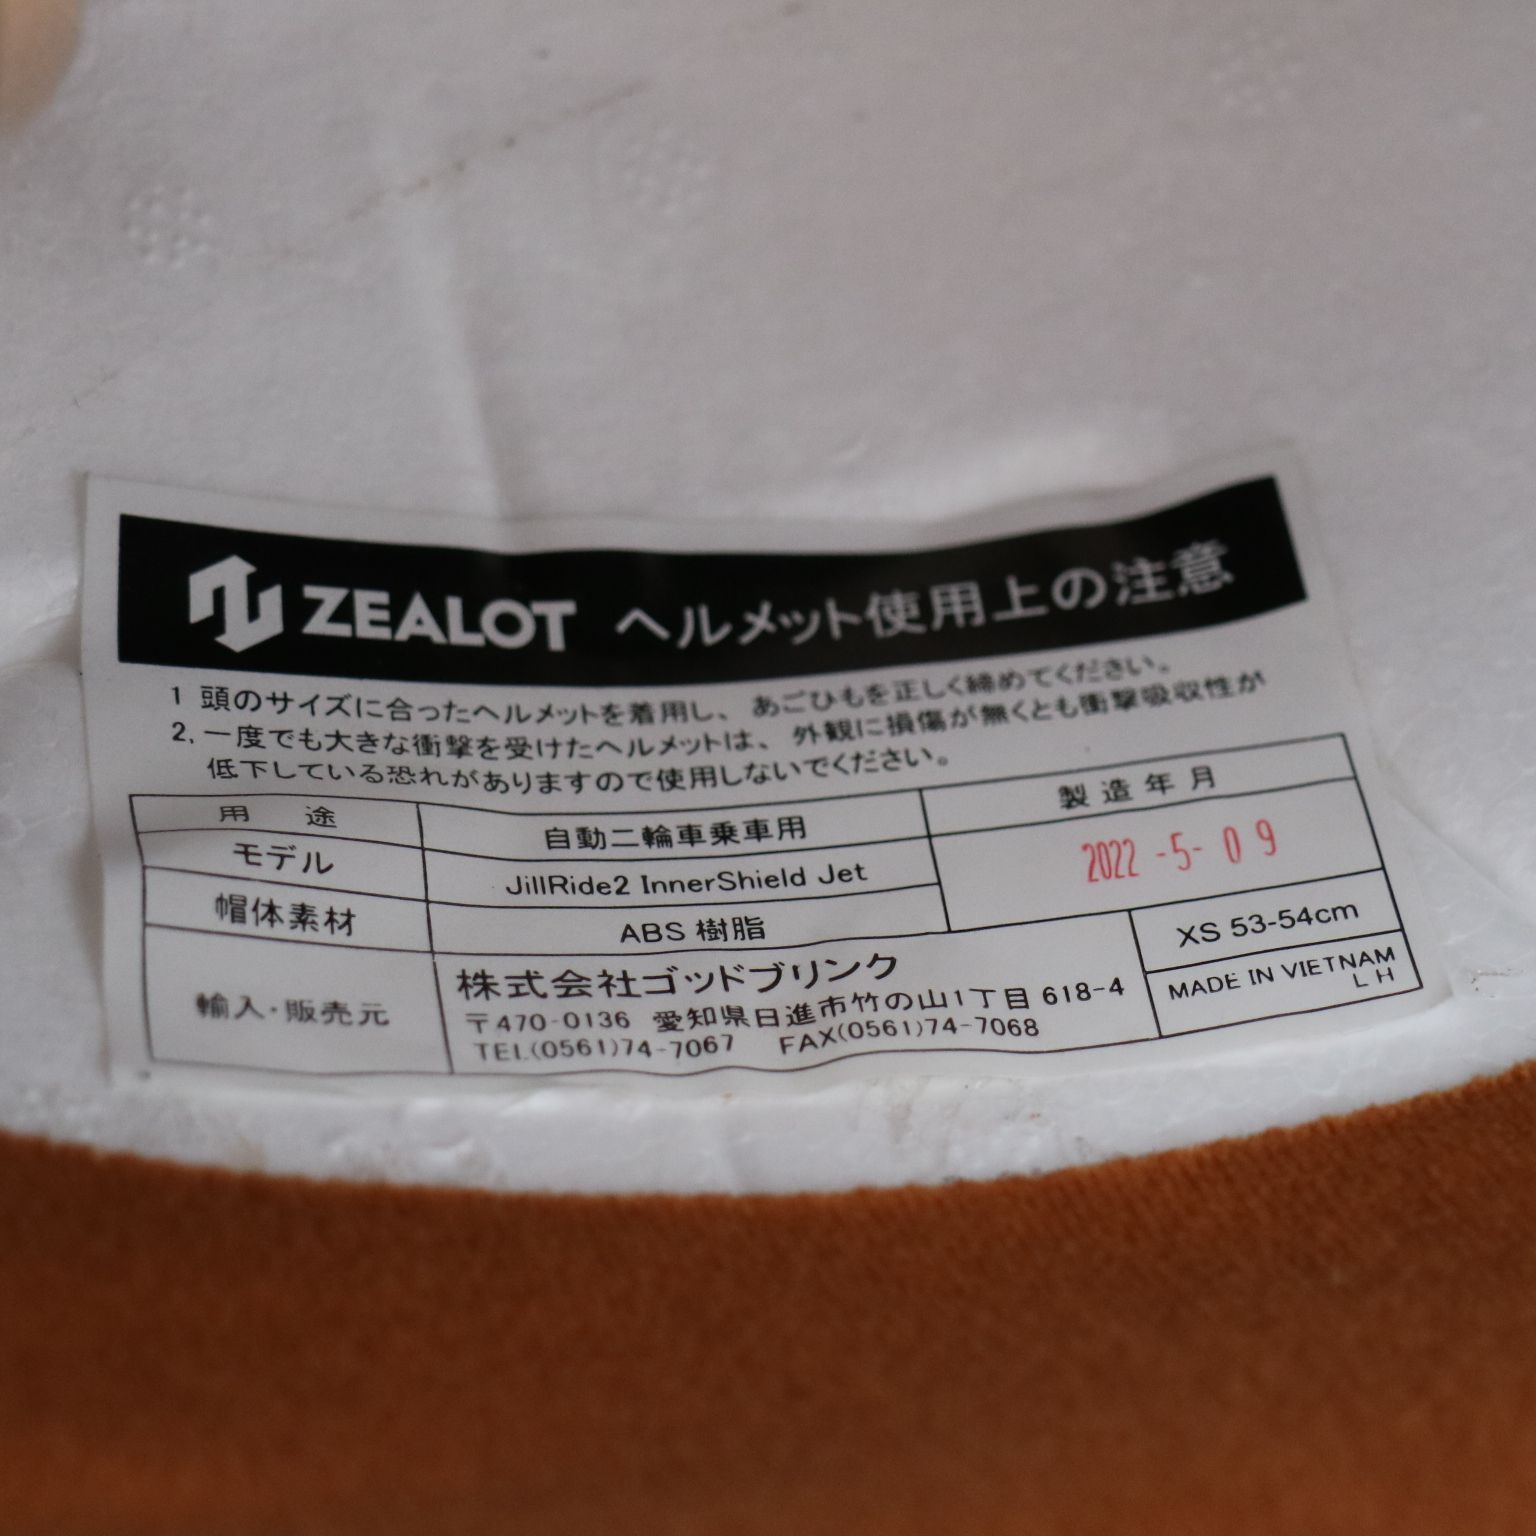 ZEALOT ヘルメット使用上の注意
1 頭のサイズに合ったヘルメットを着用し、あごひもを正しく締めてください。
2. 一度でも大きな衝撃を受けたヘルメットは、外観に損傷が無くとも衝撃吸収性が
低下している恐れがありますので使用しないでください。
用途 自動二輪車乗車用 製造年月
モデル JillRide2 InnerShield Jet 2022 -5- 09
帽体素材 ABS 樹脂 XS 53-54cm
輸入・販売元 株式会社ゴッドブリンク MADE IN VIETNAM
〒470-0136 愛知県日進市竹の山1丁目 618-4 L H
TEL(0561)74-7067 FAX(0561)74-7068